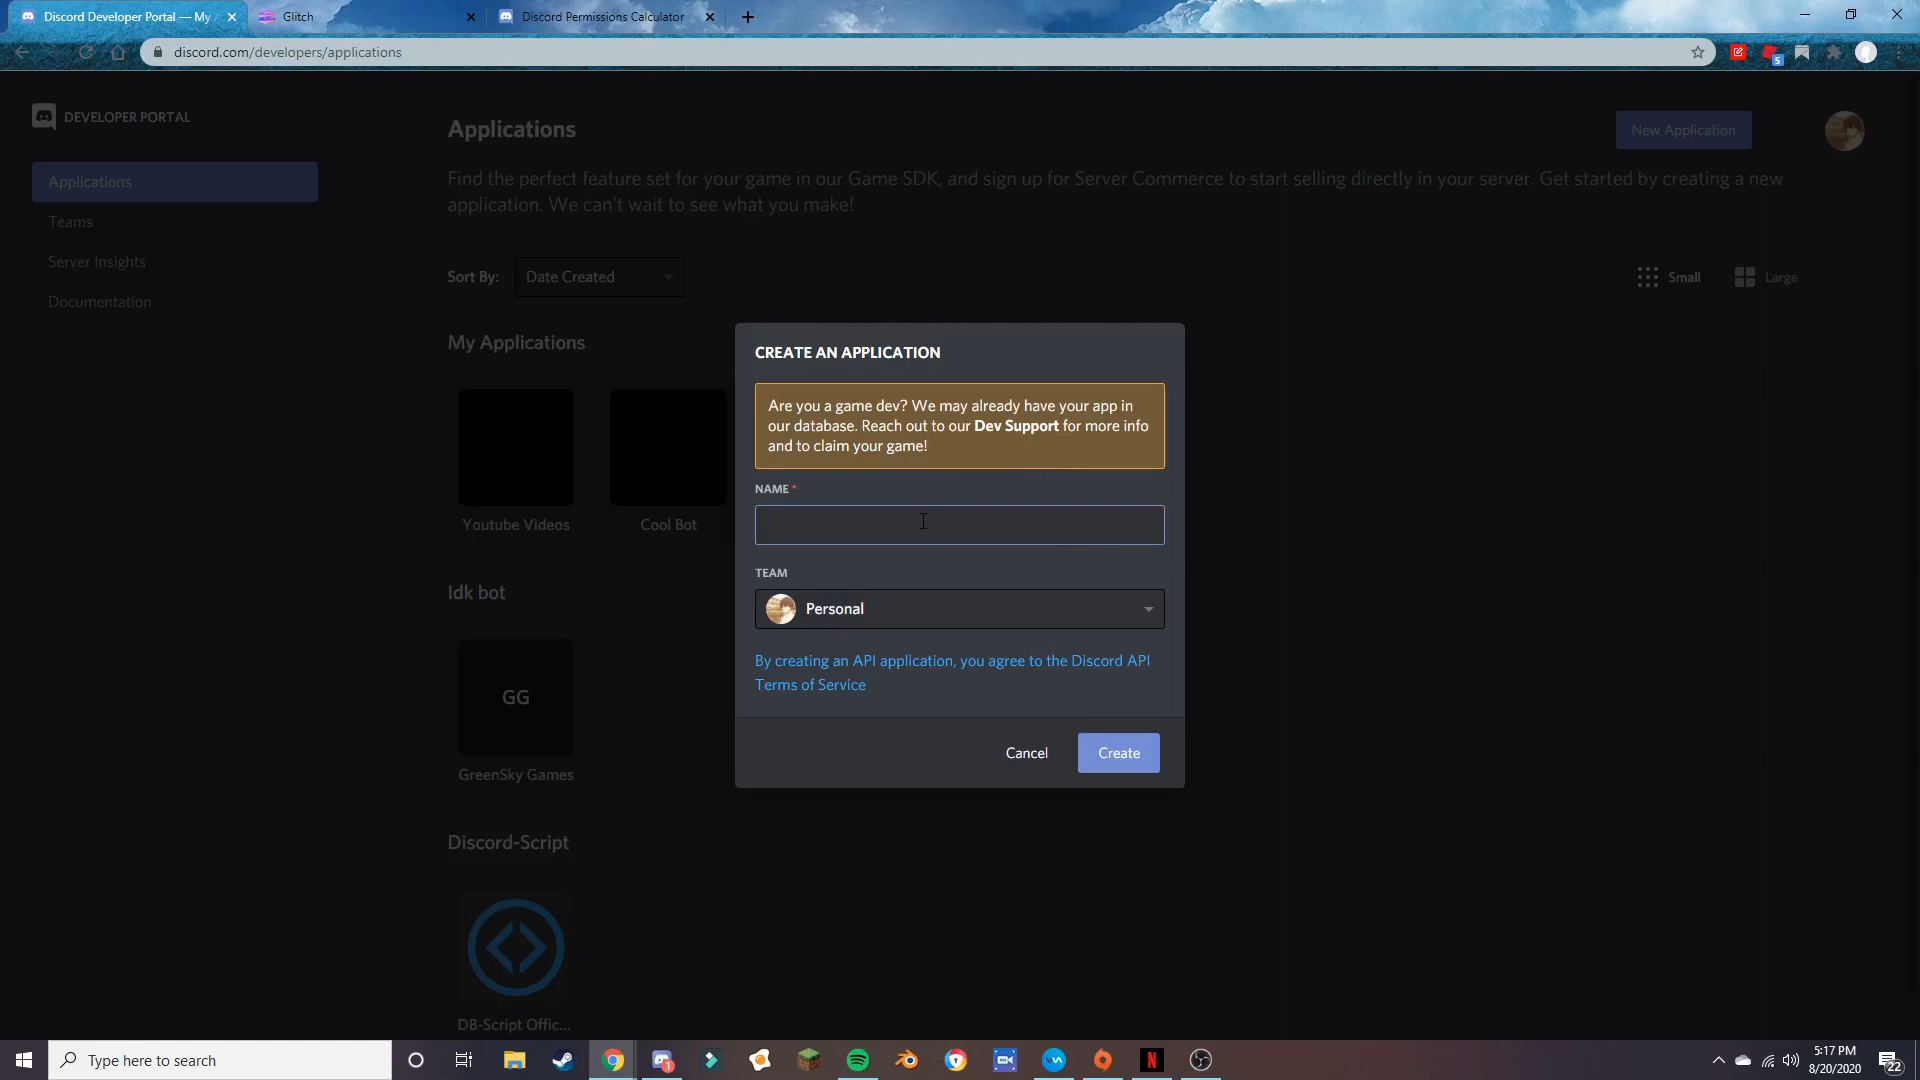 Discord Developer Portal — My
Glitch
Discord Permissions Calculator
discord.com/developers/applications
5
DEVELOPER PORTAL
Applications
Teams
Server Insights
Documentation
Applications
New Application
Find the perfect feature set for your game in our Game SDK, and sign up for Server Commerce to start selling directly in your server. Get started by creating a new
application. We can't wait to see what you make!
Sort By:
Date Created
Small
Large
My Applications
Youtube Videos
Cool Bot
Idk bot
GG
GreenSky Games
Discord-Script
DB-Script Offic...
CREATE AN APPLICATION
Are you a game dev? We may already have your app in
our database. Reach out to our Dev Support for more info
and to claim your game!
NAME *
TEAM
Personal
By creating an API application, you agree to the Discord API
Terms of Service
Cancel
Create
Type here to search
1
N
5:17 PM
8/20/2020
22